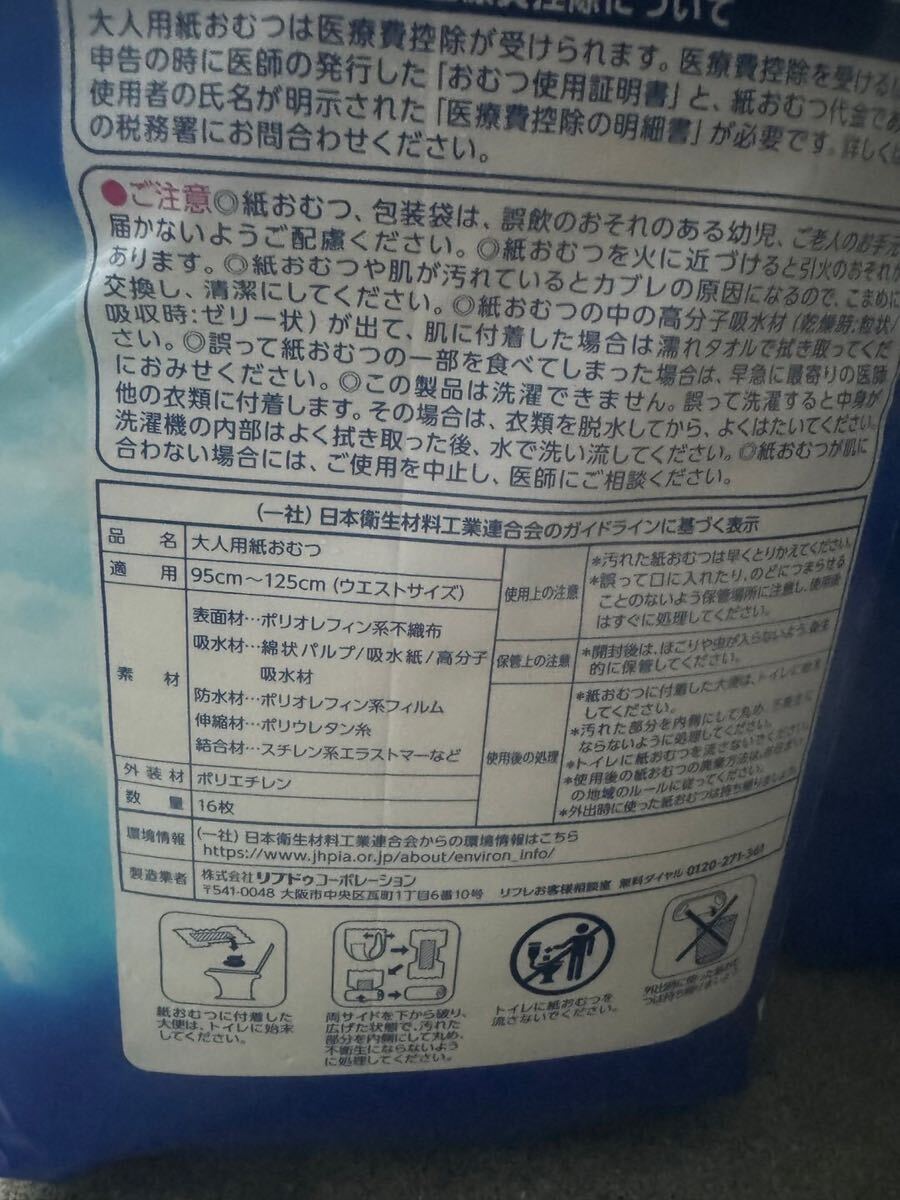 控除について
大人用紙おむつは医療費控除が受けられます。医療費控除を受ける
申告の時に医師の発行した「おむつ使用証明書」と、紙おむつ代金であ
使用者の氏名が明示された「医療費控除の明細書」が必要です。詳しくは
の税務署にお問合わせください。
●ご注意◎紙おむつ、包装袋は、誤飲のおそれのある幼児、ご老人のお手元
届かないようご配慮ください。◎紙おむつを火に近づけると引火のおそれが
あります。◎紙おむつや肌が汚れているとカブレの原因になるので、こまめに
交換し、清潔にしてください。◎紙おむつの中の高分子吸水材(乾燥時:粒状/
吸収時:ゼリー状)が出て、肌に付着した場合は濡れタオルで拭き取ってくだ
さい。◎誤って紙おむつの一部を食べてしまった場合は、早急に最寄りの医師
におみせください。◎この製品は洗濯できません。誤って洗濯すると中身が
他の衣類に付着します。その場合は、衣類を脱水してから、よくはたいてください。
洗濯機の内部はよく拭き取った後、水で洗い流してください。◎紙おむつが肌に
合わない場合には、ご使用を中止し、医師にご相談ください。
(一社)日本衛生材料工業連合会のガイドラインに基づく表示
品名 大人用紙おむつ
適用 95cm～125cm(ウエストサイズ)
素材
表面材…ポリオレフィン系不織布
吸水材…綿状パルプ/吸水紙/高分子
吸水材
防水材…ポリオレフィン系フィルム
伸縮材…ポリウレタン糸
結合材…スチレン系エラストマーなど
外装材 ポリエチレン
数量 16枚
使用上の注意
*汚れた紙おむつは早くとりかえてください。
*誤って口に入れたり、のどにつまらせる
ことのないよう保管場所に注意し、使用後
はすぐに処理してください。
保管上の注意
*開封後は、ほこりや虫が入らないよう、衛生
的に保管してください。
使用後の処理
*紙おむつに付着した大便は、トイレに始末
してください。
*汚れた部分を内側にして丸め、不衛生に
ならないように処理してください。
*トイレに紙おむつを流さないでください。
*使用後の紙おむつの廃棄方法は、お住まい
の地域のルールに従ってください。
*外出時に使った紙おむつは持ち帰りましょう。
環境情報 (一社)日本衛生材料工業連合会からの環境情報はこちら
https://www.jhpia.or.jp/about/environ_info/
製造業者 株式会社リブドゥコーポレーション
〒541-0048 大阪市中央区瓦町1丁目6番10号 リフレお客様相談室 無料ダイヤル 0120-271-361
紙おむつに付着した
大便は、トイレに始末
してください。
両サイドを下から破り、
広げた状態で、汚れた
部分を内側にして丸め、
不衛生にならないよう
に処理してください。
トイレに紙おむつを
流さないでください。
外出時に使った紙おむ
つは持ち帰りましょう